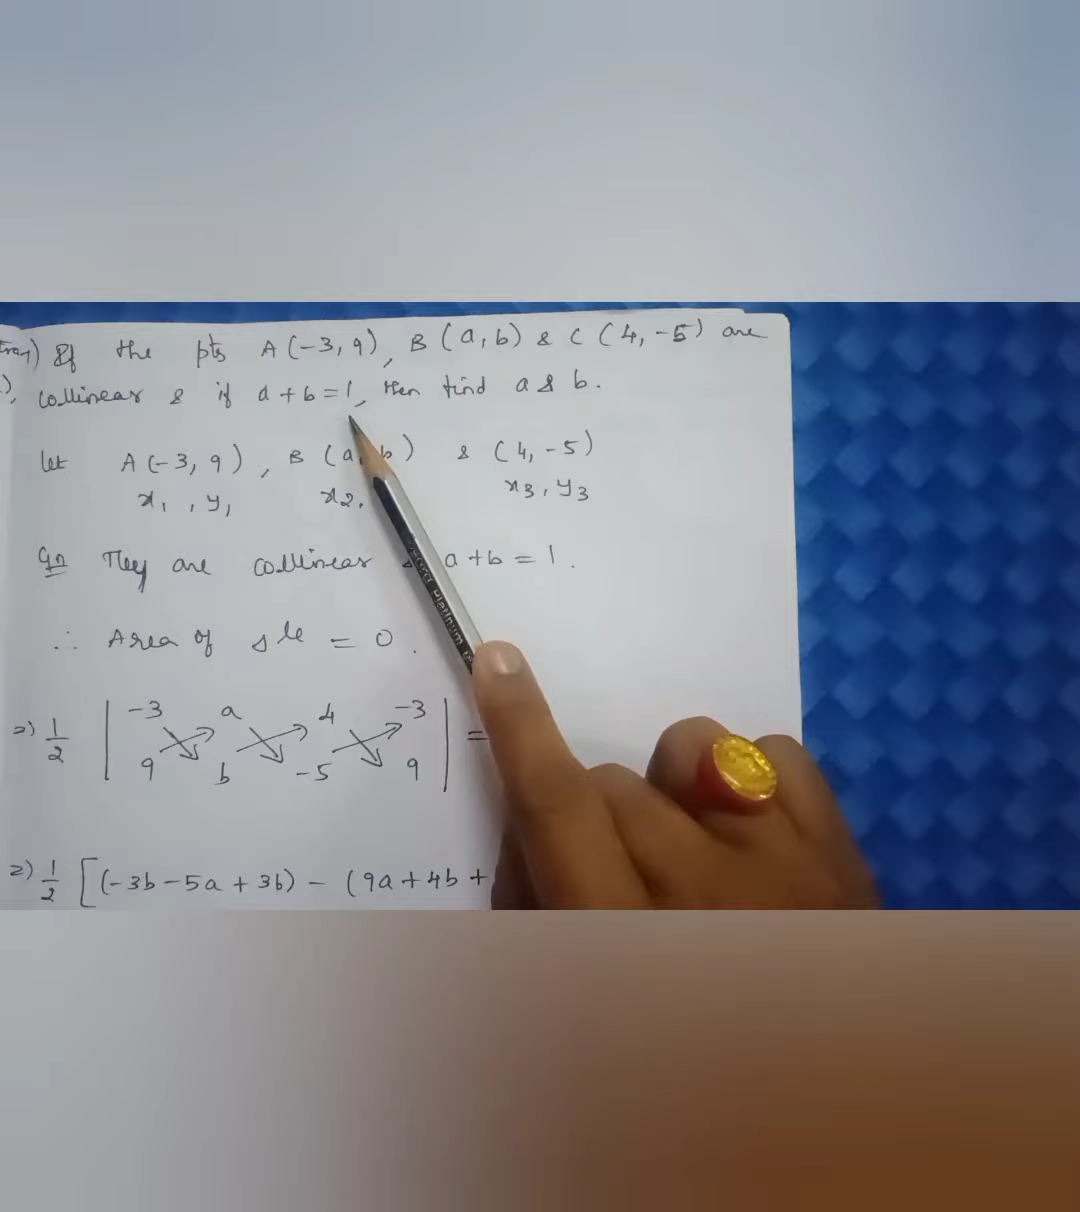 If the pts A(-3, 9), B(a, b) & C(4, -5) are
collinear & if a + b = 1, then find a & b.
let A(-3, 9), B(a, b) & (4, -5)
x₁, y₁ x₂, x₃, y₃
Gn They are collinear a + b = 1.
∴ Area of Δle = 0.
⇒) 1/2 | -3 a 4 -3 | =
9 b -5 9
⇒) 1/2 [(-3b - 5a + 3b) - (9a + 4b +
Platinum